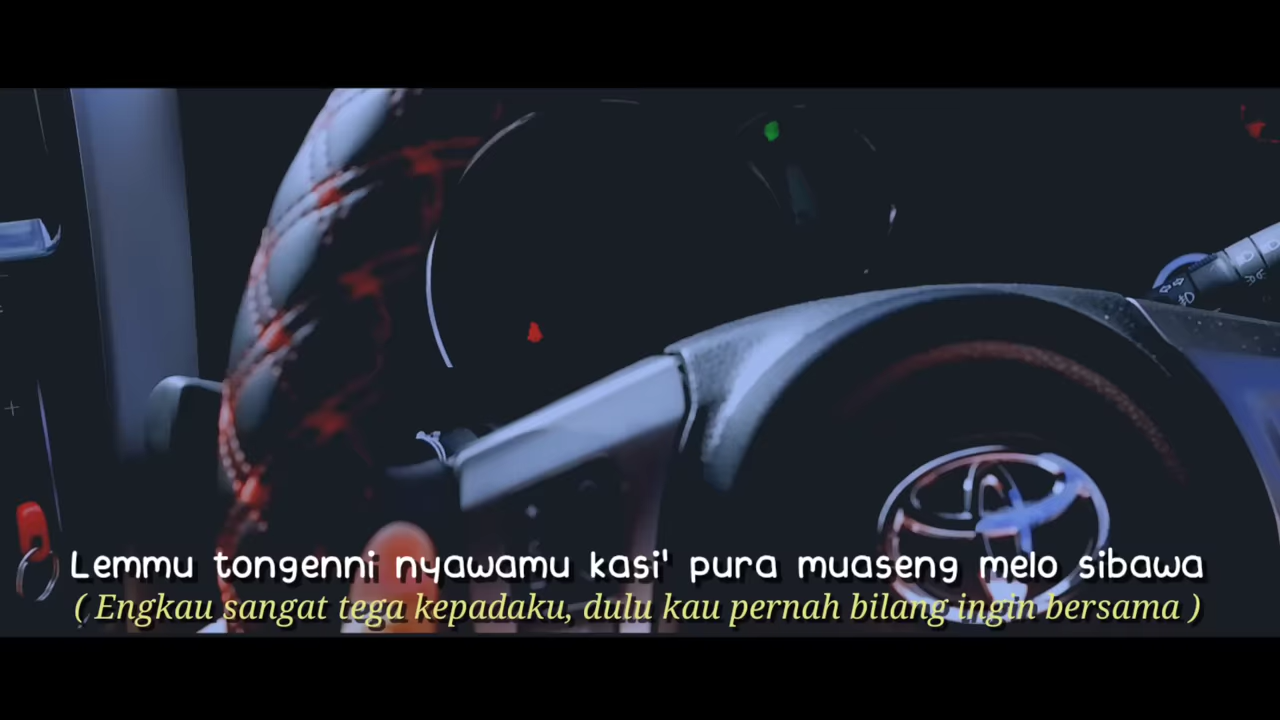 Lemmu tongenni nyawamu kasi' pura muaseng melo sibawa
( Engkau sangat tega kepadaku, dulu kau pernah bilang ingin bersama )